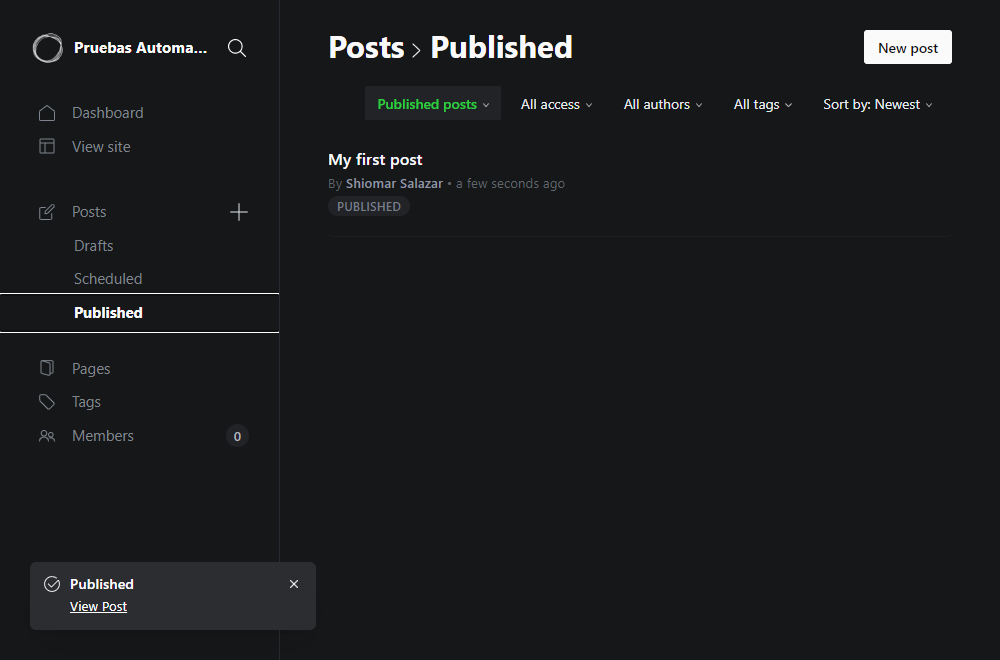 Pruebas Automa...
Dashboard
View site
Posts
Drafts
Scheduled
Published
Pages
Tags
Members 0
Posts > Published
New post
Published posts All access All authors All tags Sort by: Newest
My first post
By Shiomar Salazar • a few seconds ago
PUBLISHED
Published
View Post